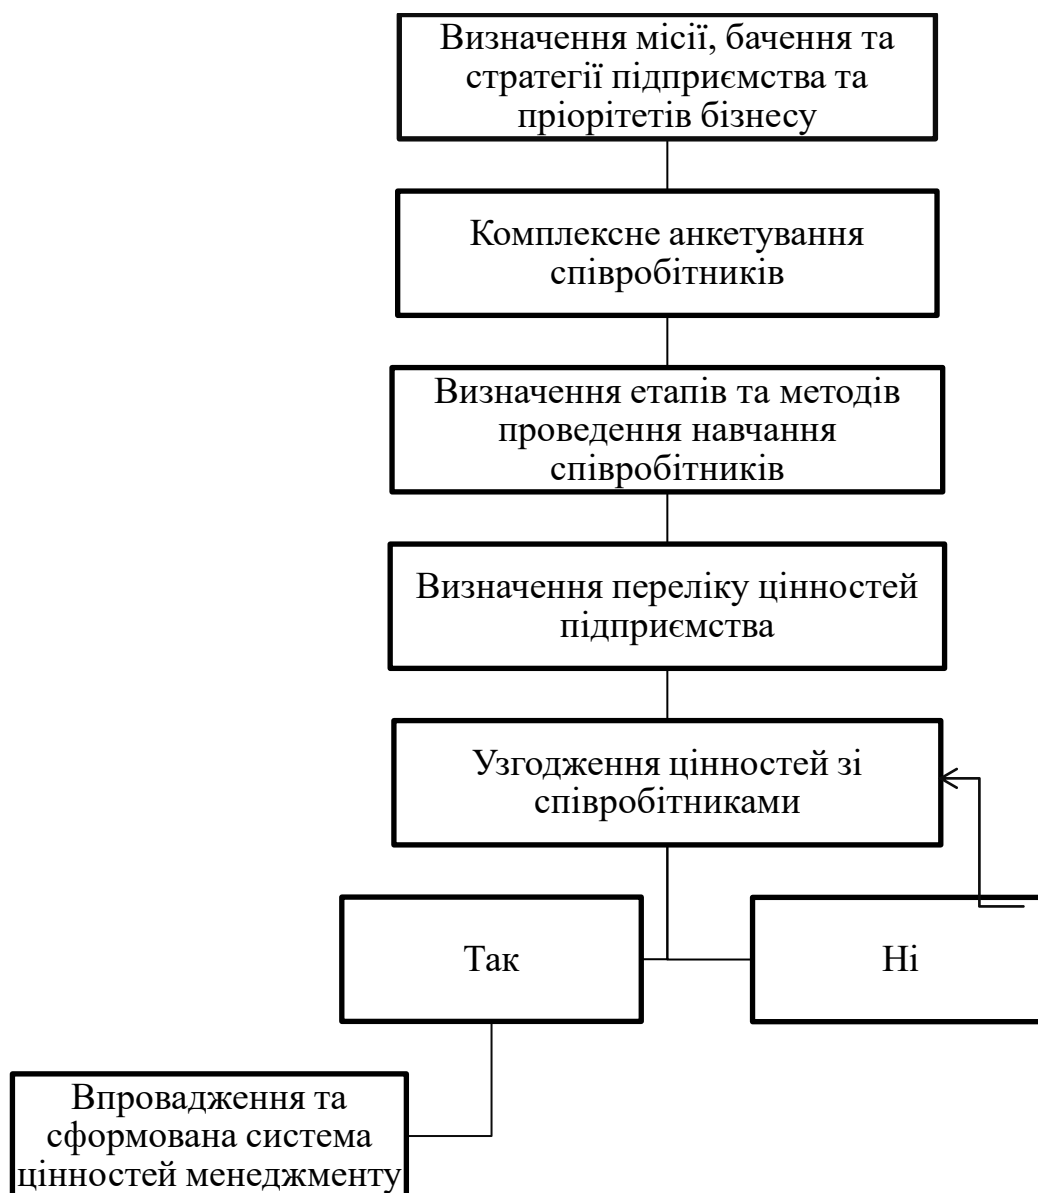 Визначення місії, бачення та
стратегії підприємства та
пріорітетів бізнесу
Комплексне анкетування
співробітників
Визначення етапів та методів
проведення навчання
співробітників
Визначення переліку цінностей
підприємства
Узгодження цінностей зі
співробітниками
Так
Ні
Впровадження та
сформована система
цінностей менеджменту